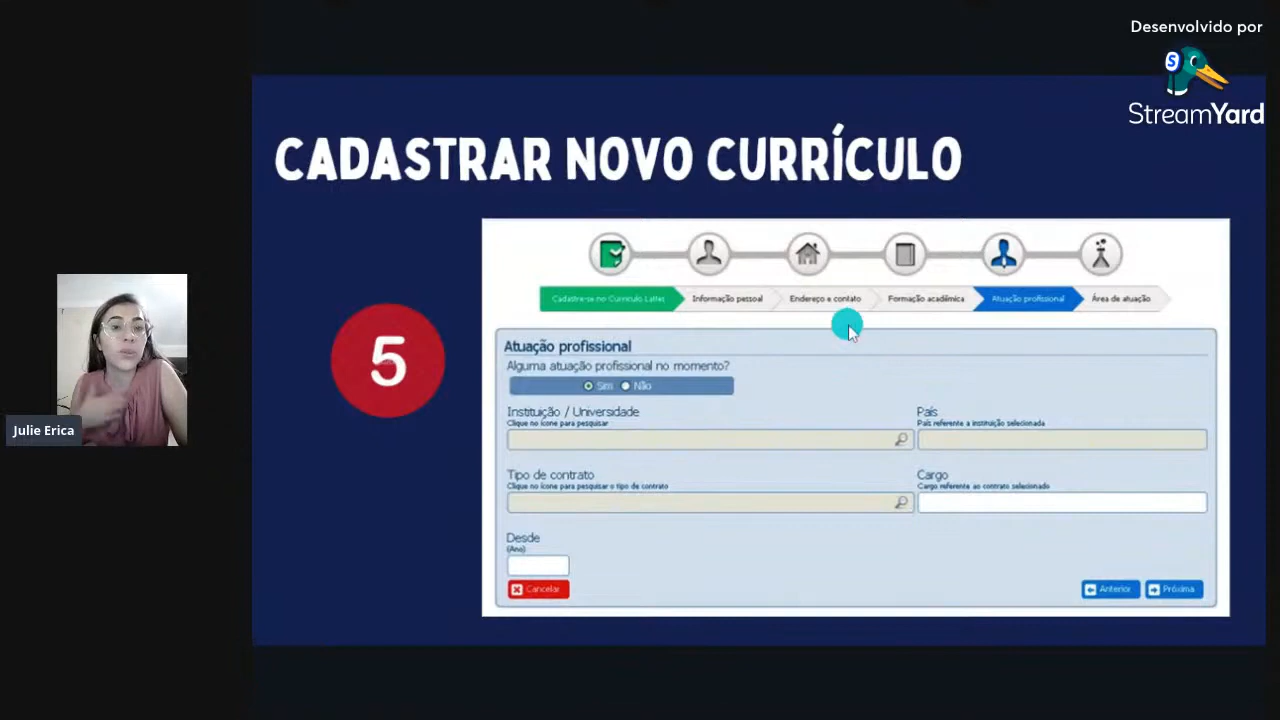 Desenvolvido por
S
StreamYard
CADASTRAR NOVO CURRÍCULO
Cadastre-se no Currículo Lattes
Informação pessoal
Endereço e contato
Formação acadêmica
Atuação profissional
Área de atuação
5
Atuação profissional
Alguma atuação profissional no momento?
Sim Não
Instituição / Universidade
Clique no ícone para pesquisar
País
País referente a instituição selecionada
Tipo de contrato
Clique no ícone para pesquisar o tipo de contrato
Cargo
Cargo referente ao contrato selecionado
Desde
(Ano)
Cancelar
Anterior
Próxima
Julie Erica